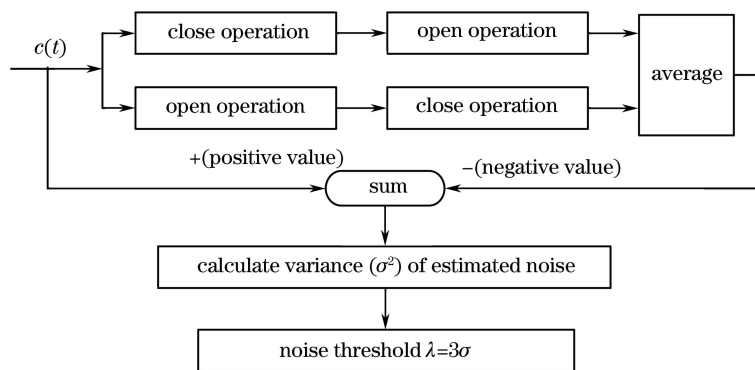 c(t)
close operation
open operation
average
open operation
close operation
+(positive value)
−(negative value)
sum
calculate variance (σ²) of estimated noise
noise threshold λ=3σ